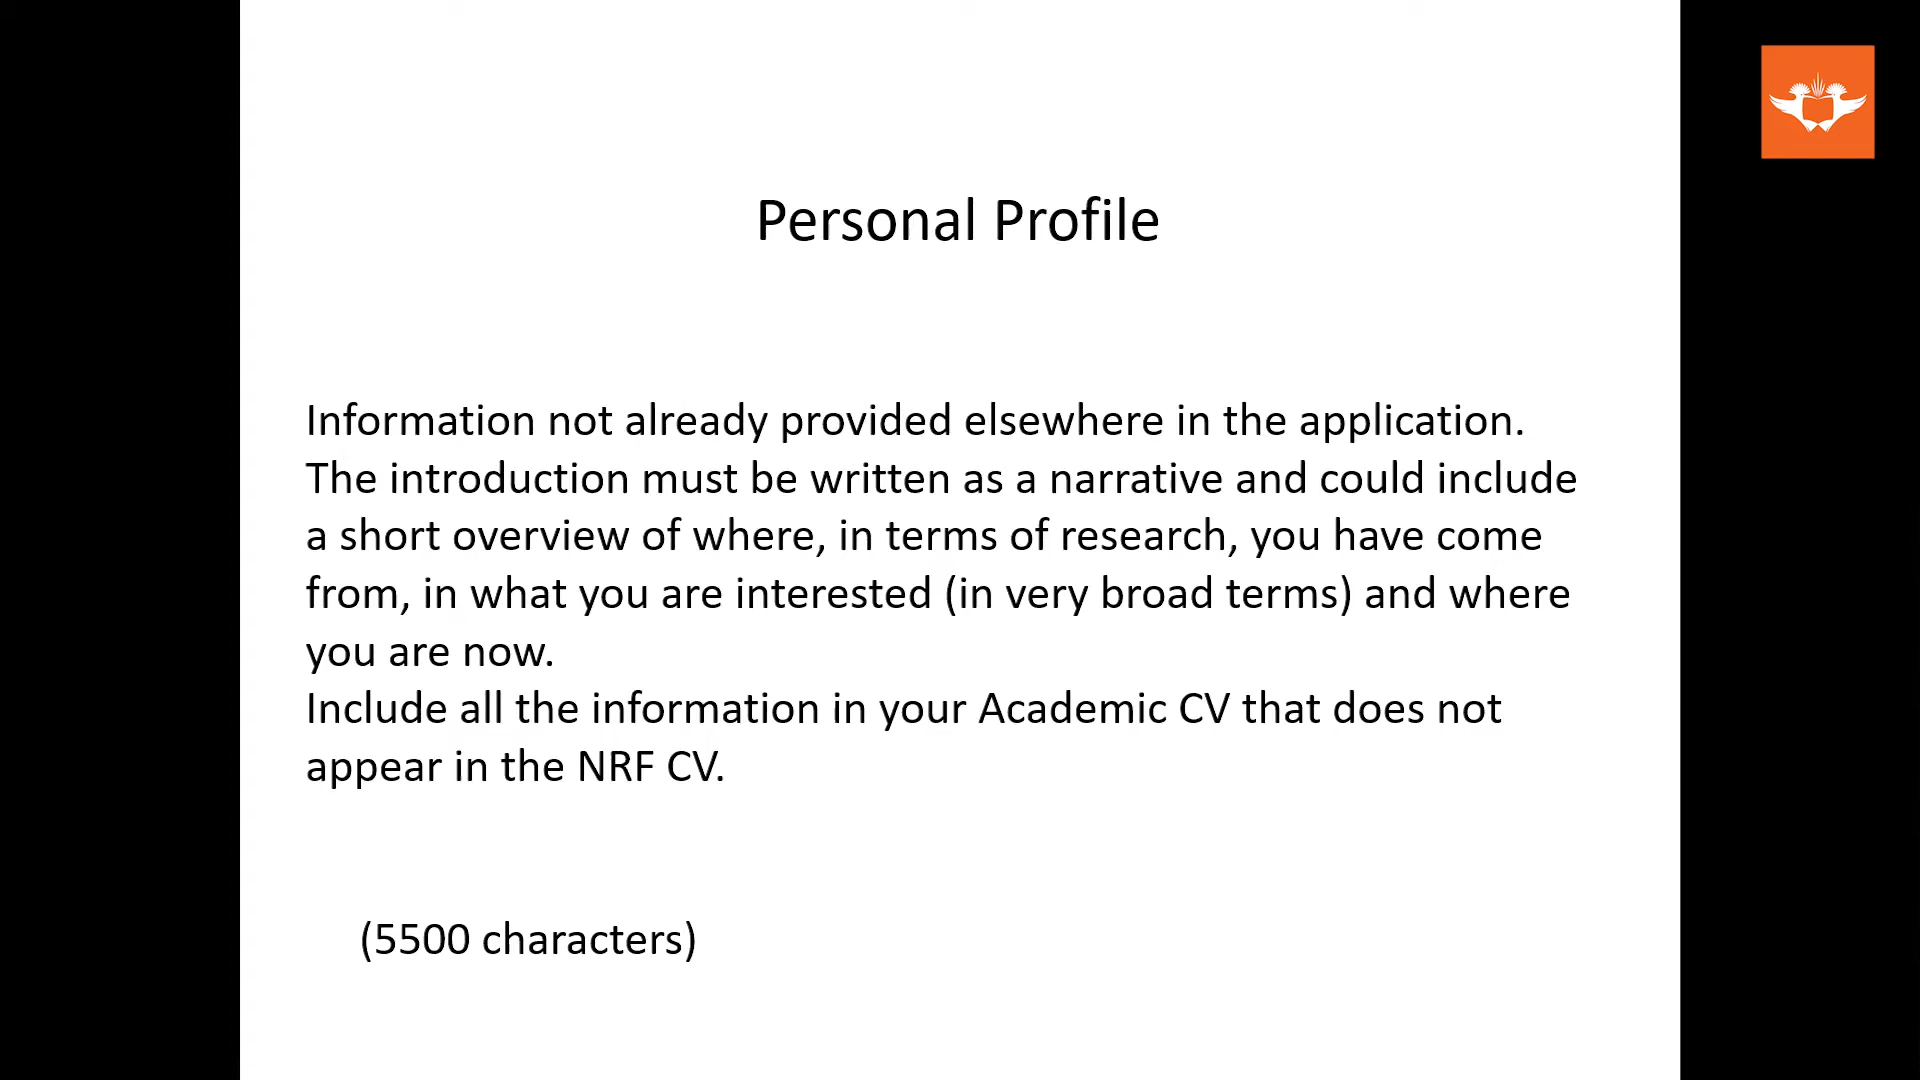 Personal Profile
Information not already provided elsewhere in the application.
The introduction must be written as a narrative and could include
a short overview of where, in terms of research, you have come
from, in what you are interested (in very broad terms) and where
you are now.
Include all the information in your Academic CV that does not
appear in the NRF CV.
(5500 characters)